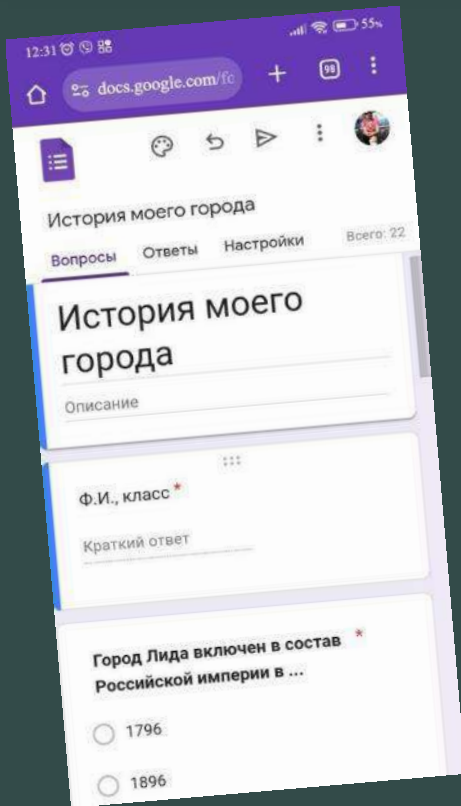 12:31
55%
docs.google.com/fo
98
История моего города
Вопросы Ответы Настройки Всего: 22
История моего
города
Описание
Ф.И., класс *
Краткий ответ
Город Лида включен в состав *
Российской империи в ...
1796
1896